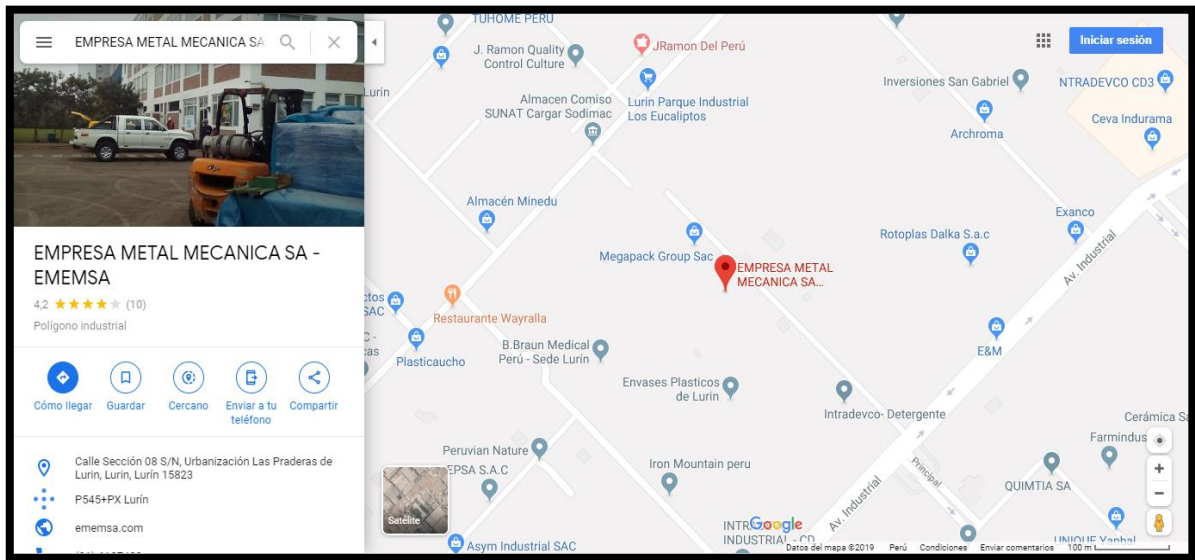 EMPRESA METAL MECANICA SA
EMPRESA METAL MECANICA SA -
EMEMSA
4,2
(10)
Polígono industrial
Cómo llegar
Guardar
Cercano
Enviar a tu
teléfono
Compartir
Calle Sección 08 S/N, Urbanización Las Praderas de
Lurin, Lurin, Lurín 15823
P545+PX Lurín
ememsa.com
TUHOME PERU
J. Ramon Quality
Control Culture
JRamon Del Perú
Iniciar sesión
Lurin
Almacen Comiso
SUNAT Cargar Sodimac
Lurin Parque Industrial
Los Eucaliptos
Inversiones San Gabriel
NTRADEVCO CD3
Archroma
Ceva Indurama
Almacén Minedu
Megapack Group Sac
EMPRESA METAL
MECANICA SA...
Rotoplas Dalka S.a.c
Exanco
Av. Industrial
ctos
SAC
Restaurante Wayralla
Plasticaucho
B.Braun Medical
Perú - Sede Lurín
E&M
Envases Plasticos
de Lurin
Intradevco- Detergente
Cerámica Sa
Farmindus
Peruvian Nature
EPSA S.A.C
Iron Mountain peru
Principal
QUIMTIA SA
Satélite
Av. Industrial
Google
INDUSTRIAL - CD
Asym Industrial SAC
UNIQUE Yanbal
Datos del mapa ©2019
Perú
Condiciones
Enviar comentarios
100 m